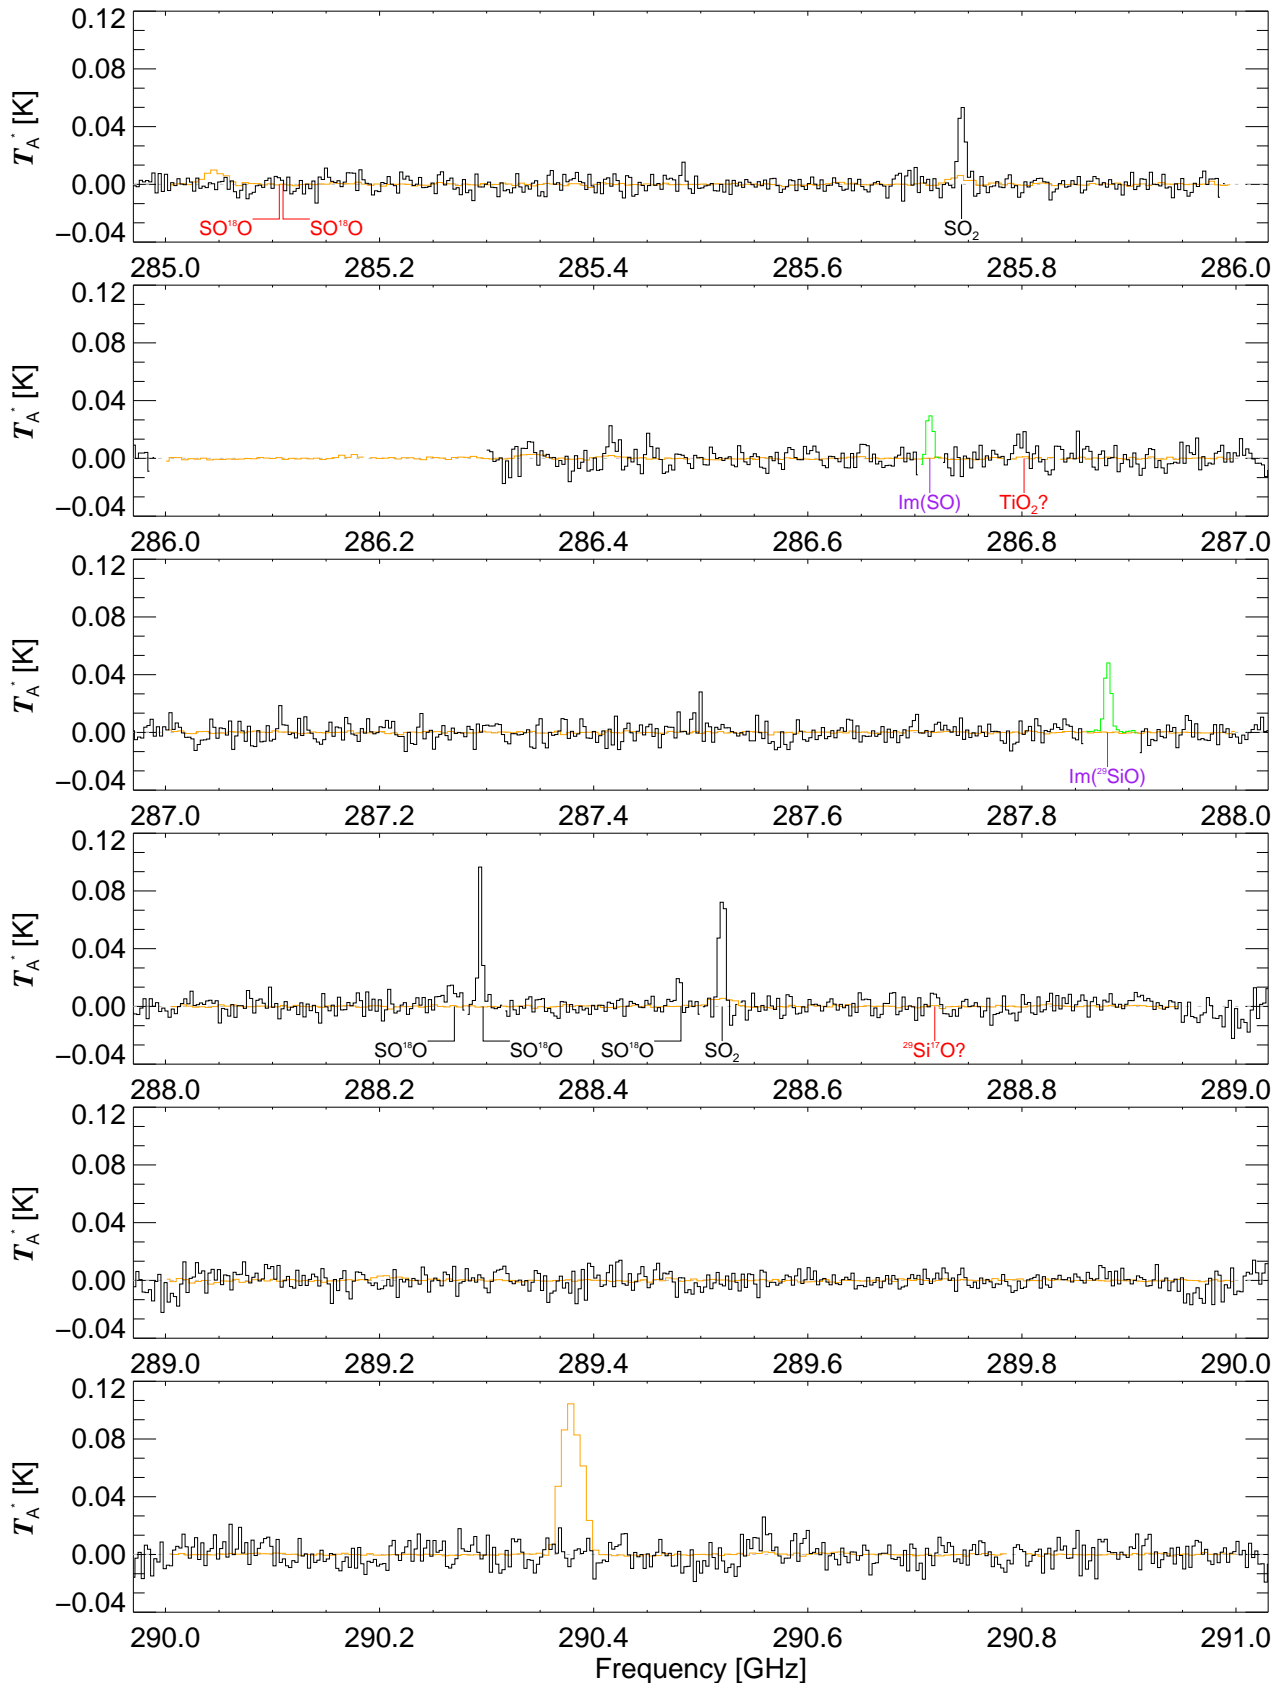 0.12
0.08
0.04
0.00
−0.04
T*A [K]
SO¹⁸O SO¹⁸O SO₂
285.0 285.2 285.4 285.6 285.8 286.0
0.12
0.08
0.04
0.00
−0.04
T*A [K]
Im(SO) TiO₂?
286.0 286.2 286.4 286.6 286.8 287.0
0.12
0.08
0.04
0.00
−0.04
T*A [K]
Im(²⁹SiO)
287.0 287.2 287.4 287.6 287.8 288.0
0.12
0.08
0.04
0.00
−0.04
T*A [K]
SO¹⁸O SO¹⁸O SO¹⁸O SO₂ ²⁹Si¹⁷O?
288.0 288.2 288.4 288.6 288.8 289.0
0.12
0.08
0.04
0.00
−0.04
T*A [K]
289.0 289.2 289.4 289.6 289.8 290.0
0.12
0.08
0.04
0.00
−0.04
T*A [K]
290.0 290.2 290.4 290.6 290.8 291.0
Frequency [GHz]